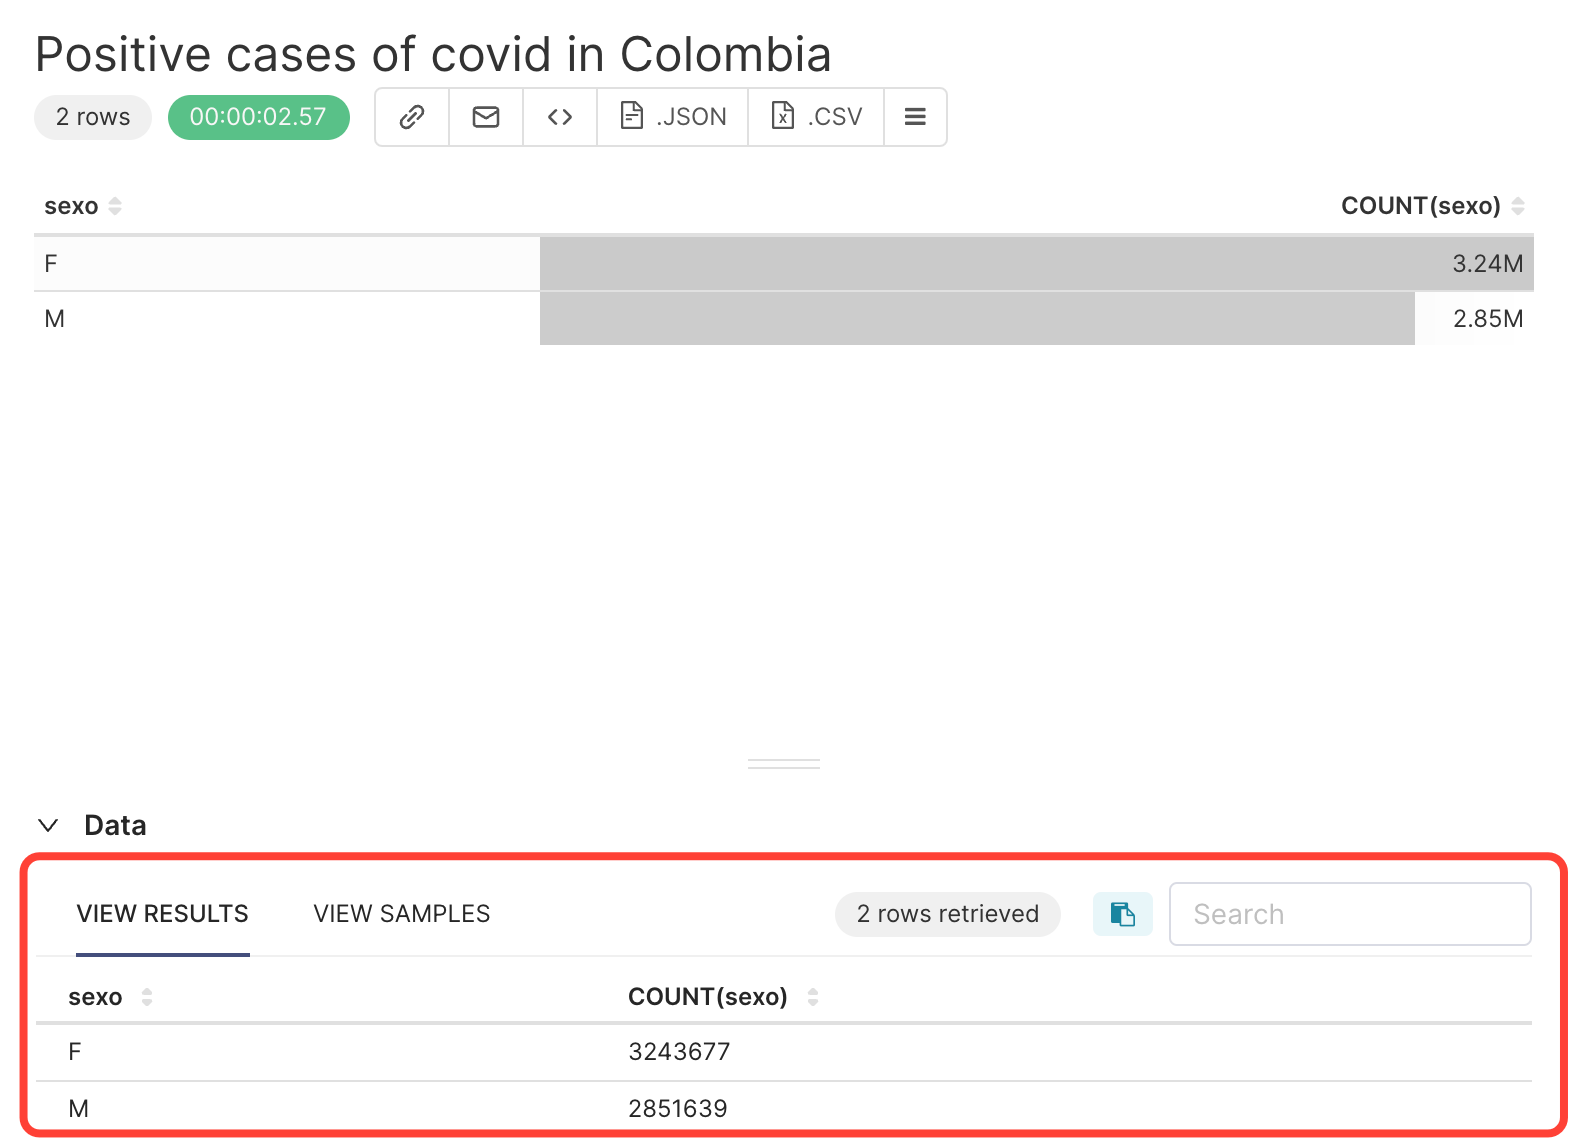 Positive cases of covid in Colombia
2 rows 00:00:02.57 .JSON .CSV
sexo COUNT(sexo)
F 3.24M
M 2.85M
Data
VIEW RESULTS VIEW SAMPLES 2 rows retrieved Search
sexo COUNT(sexo)
F 3243677
M 2851639